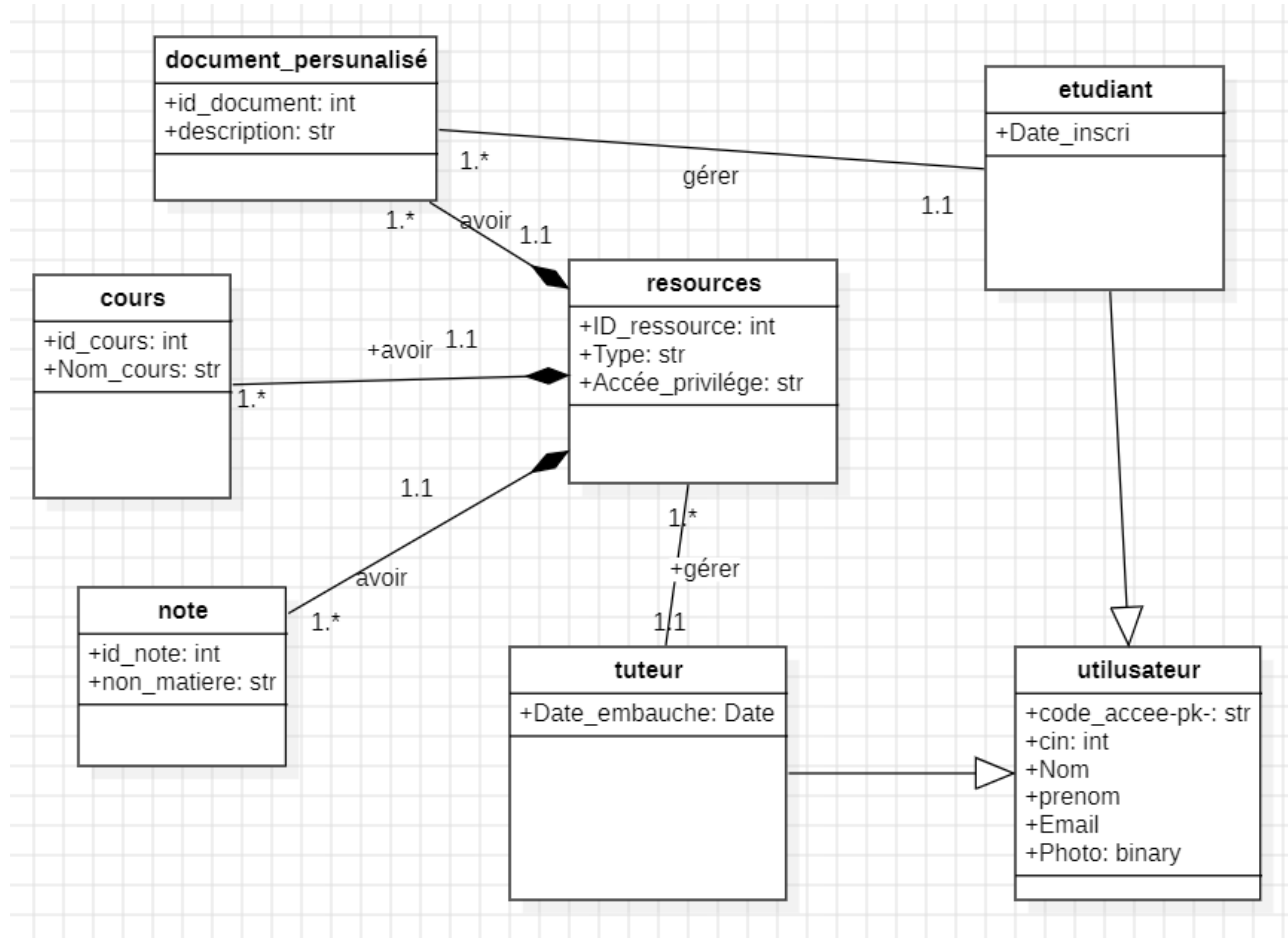 document_persunalisé
+id_document: int
+description: str
etudiant
+Date_inscri
1.*
gérer
1.1
1.*
avoir
1.1
cours
+id_cours: int
+Nom_cours: str
+avoir
1.1
1.*
resources
+ID_ressource: int
+Type: str
+Accée_privilége: str
1.1
avoir
1.*
1.*
+gérer
1.1
note
+id_note: int
+non_matiere: str
tuteur
+Date_embauche: Date
utilusateur
+code_accee-pk-: str
+cin: int
+Nom
+prenom
+Email
+Photo: binary